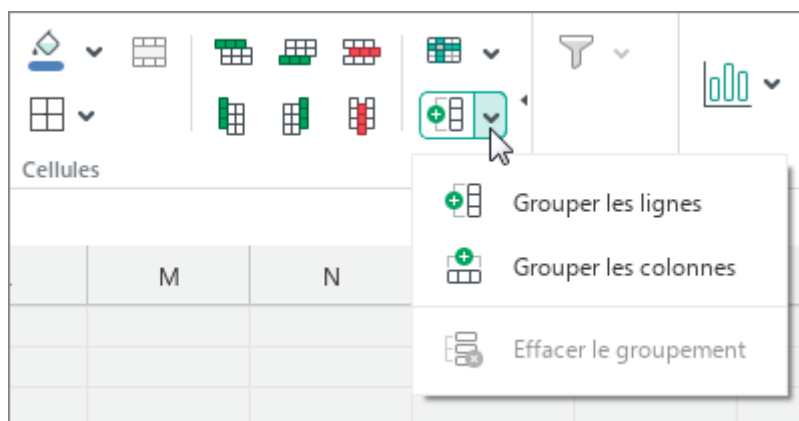 Cellules
Grouper les lignes
M
N
Grouper les colonnes
Effacer le groupement